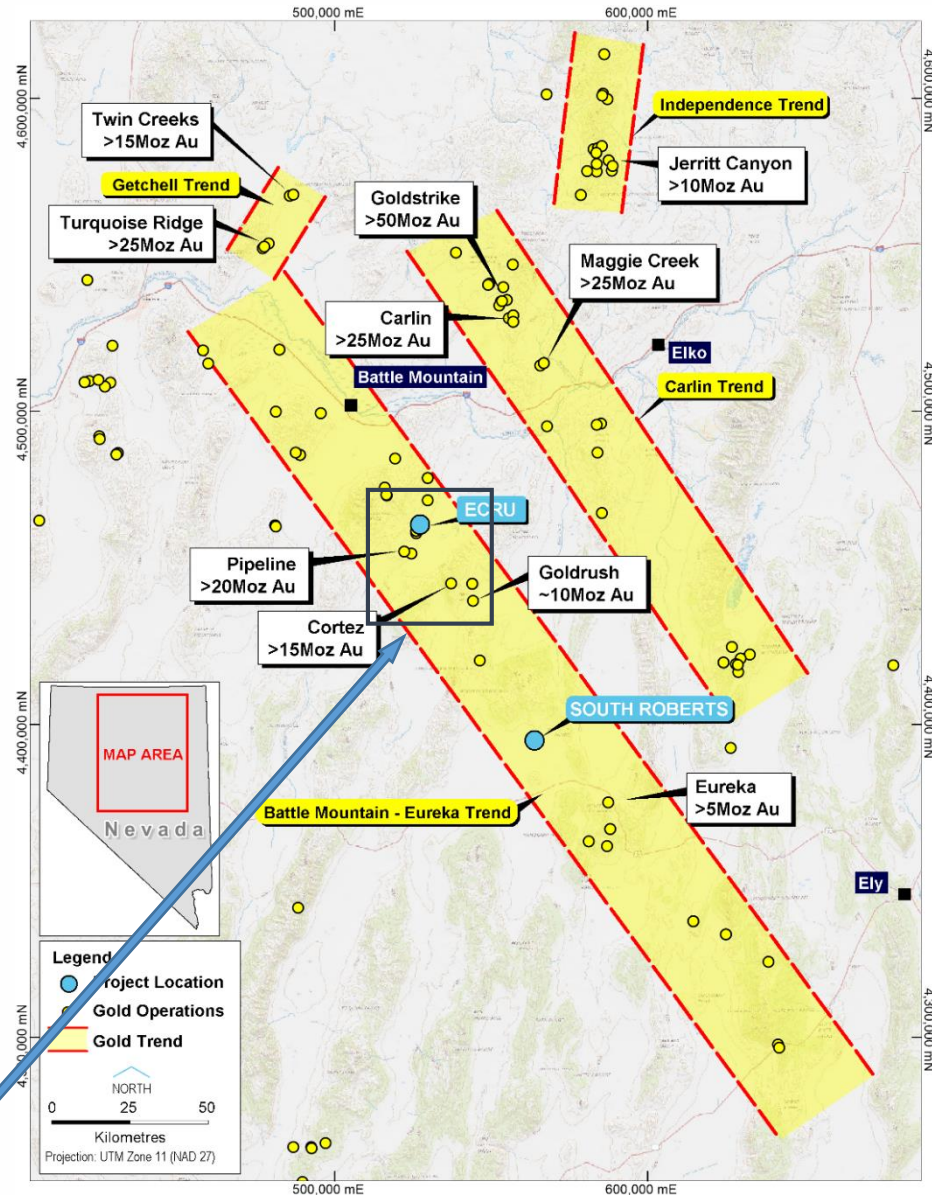 500,000 mE
600,000 mE
4,600,000 mN
4,600,000 mN
Twin Creeks
>15Moz Au
Getchell Trend
Turquoise Ridge
>25Moz Au
Independence Trend
Jerritt Canyon
>10Moz Au
Goldstrike
>50Moz Au
Maggie Creek
>25Moz Au
Carlin
>25Moz Au
Elko
Battle Mountain
Carlin Trend
4,500,000 mN
4,500,000 mN
ECRU
Pipeline
>20Moz Au
Goldrush
~10Moz Au
Cortez
>15Moz Au
4,400,000 mN
4,400,000 mN
SOUTH ROBERTS
MAP AREA
Nevada
Battle Mountain - Eureka Trend
Eureka
>5Moz Au
Ely
Legend
Project Location
Gold Operations
Gold Trend
NORTH
0 25 50
Kilometres
Projection: UTM Zone 11 (NAD 27)
4,300,000 mN
500,000 mE
600,000 mE